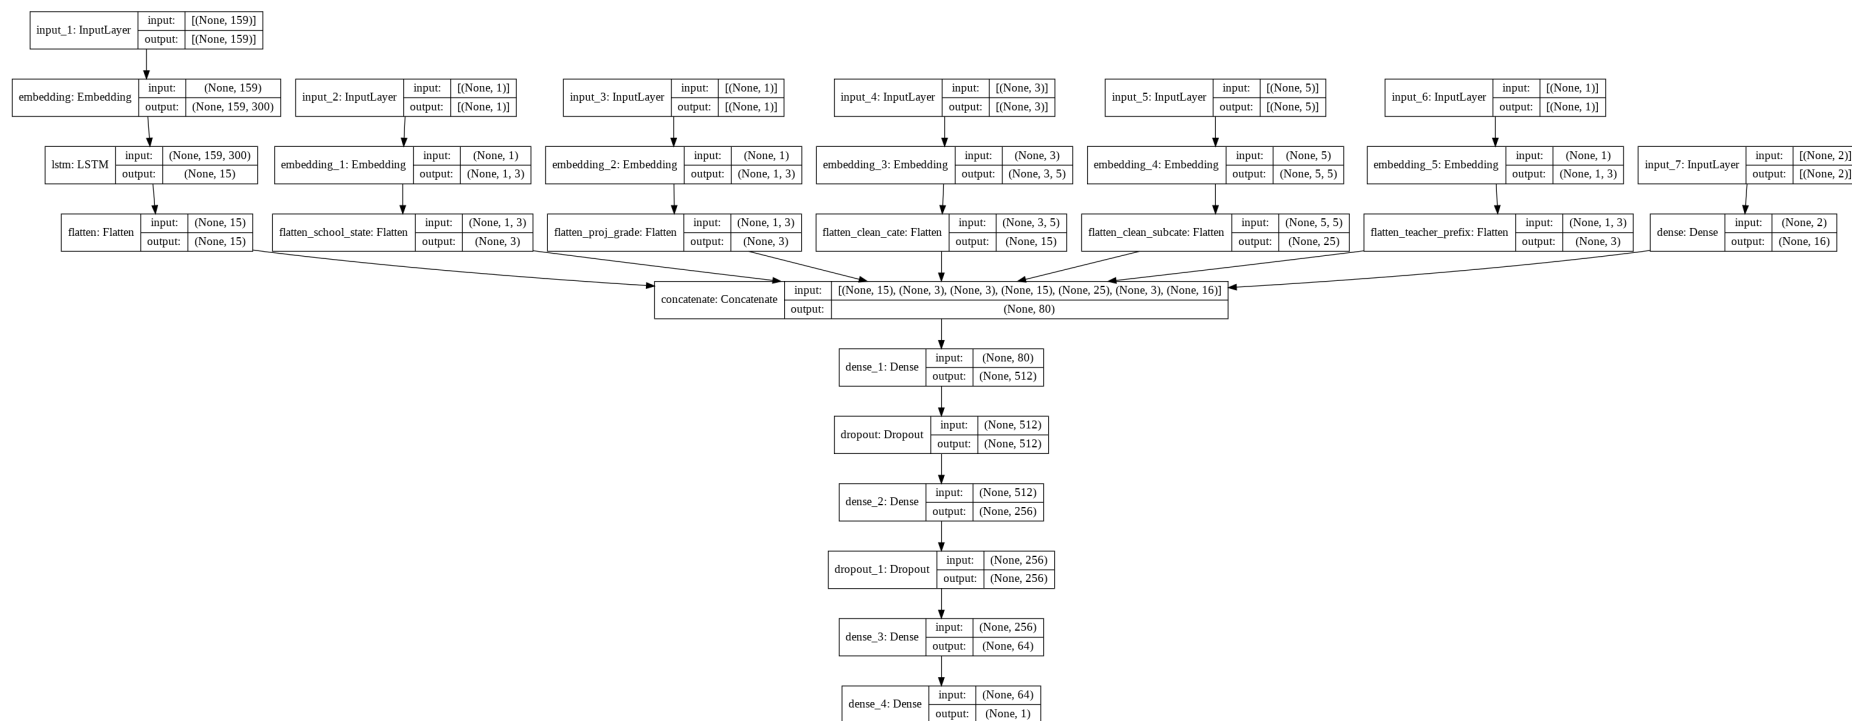 input_1: InputLayer
input: [(None, 159)]
output: [(None, 159)]
embedding: Embedding
input: (None, 159)
output: (None, 159, 300)
input_2: InputLayer
input: [(None, 1)]
output: [(None, 1)]
input_3: InputLayer
input: [(None, 1)]
output: [(None, 1)]
input_4: InputLayer
input: [(None, 3)]
output: [(None, 3)]
input_5: InputLayer
input: [(None, 5)]
output: [(None, 5)]
input_6: InputLayer
input: [(None, 1)]
output: [(None, 1)]
lstm: LSTM
input: (None, 159, 300)
output: (None, 15)
embedding_1: Embedding
input: (None, 1)
output: (None, 1, 3)
embedding_2: Embedding
input: (None, 1)
output: (None, 1, 3)
embedding_3: Embedding
input: (None, 3)
output: (None, 3, 5)
embedding_4: Embedding
input: (None, 5)
output: (None, 5, 5)
embedding_5: Embedding
input: (None, 1)
output: (None, 1, 3)
input_7: InputLayer
input: [(None, 2)]
output: [(None, 2)]
flatten: Flatten
input: (None, 15)
output: (None, 15)
flatten_school_state: Flatten
input: (None, 1, 3)
output: (None, 3)
flatten_proj_grade: Flatten
input: (None, 1, 3)
output: (None, 3)
flatten_clean_cate: Flatten
input: (None, 3, 5)
output: (None, 15)
flatten_clean_subcate: Flatten
input: (None, 5, 5)
output: (None, 25)
flatten_teacher_prefix: Flatten
input: (None, 1, 3)
output: (None, 3)
dense: Dense
input: (None, 2)
output: (None, 16)
concatenate: Concatenate
input: [(None, 15), (None, 3), (None, 3), (None, 15), (None, 25), (None, 3), (None, 16)]
output: (None, 80)
dense_1: Dense
input: (None, 80)
output: (None, 512)
dropout: Dropout
input: (None, 512)
output: (None, 512)
dense_2: Dense
input: (None, 512)
output: (None, 256)
dropout_1: Dropout
input: (None, 256)
output: (None, 256)
dense_3: Dense
input: (None, 256)
output: (None, 64)
dense_4: Dense
input: (None, 64)
output: (None, 1)